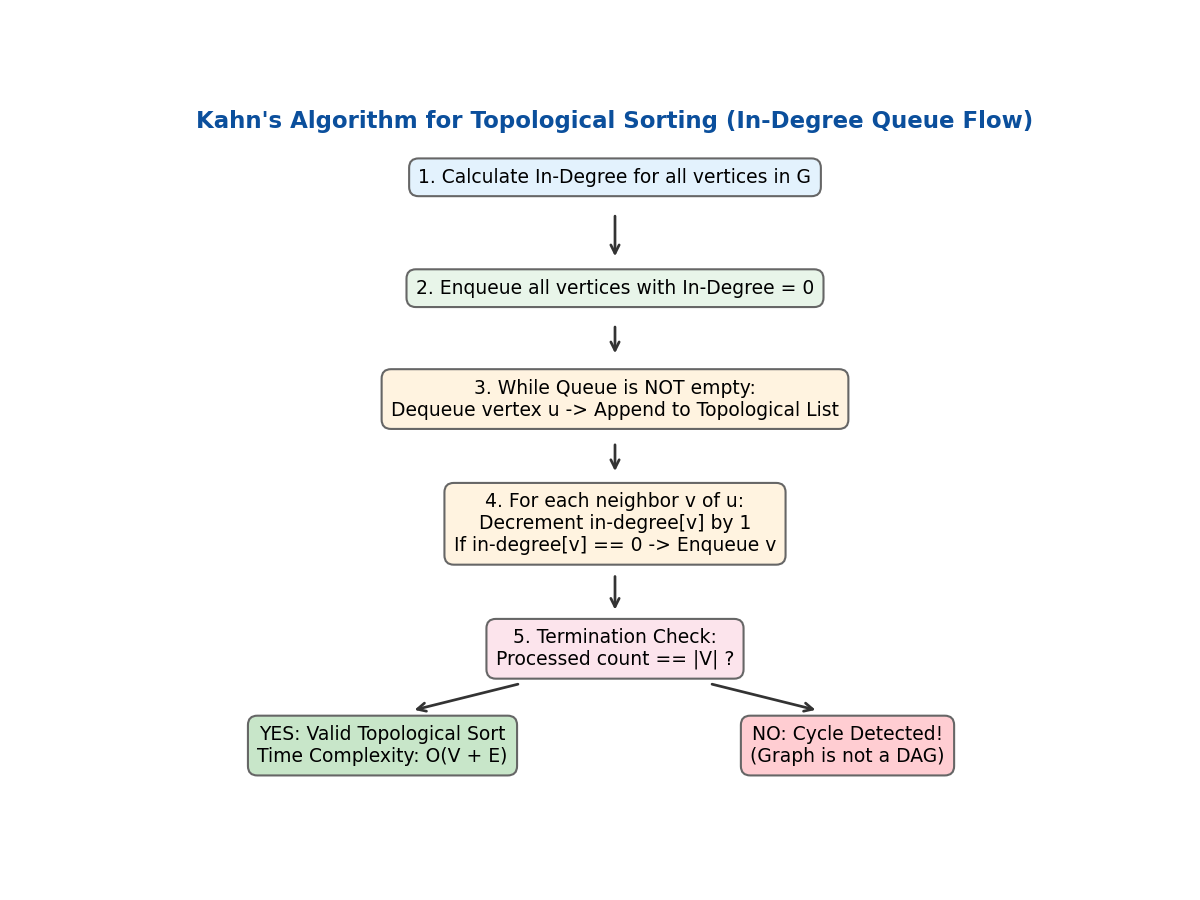 Kahn's Algorithm for Topological Sorting (In-Degree Queue Flow)
1. Calculate In-Degree for all vertices in G
2. Enqueue all vertices with In-Degree = 0
3. While Queue is NOT empty:
Dequeue vertex u -> Append to Topological List
4. For each neighbor v of u:
Decrement in-degree[v] by 1
If in-degree[v] == 0 -> Enqueue v
5. Termination Check:
Processed count == |V| ?
YES: Valid Topological Sort
Time Complexity: O(V + E)
NO: Cycle Detected!
(Graph is not a DAG)